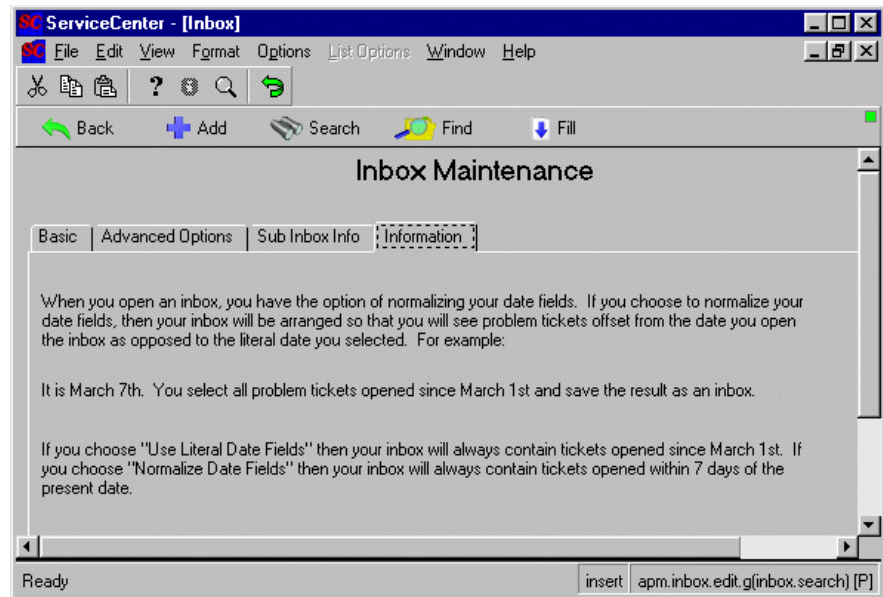 SC ServiceCenter - [Inbox]
SC File Edit View Format Options List Options Window Help
?
Back Add Search Find Fill
Inbox Maintenance
Basic Advanced Options Sub Inbox Info Information
When you open an inbox, you have the option of normalizing your date fields. If you choose to normalize your
date fields, then your inbox will be arranged so that you will see problem tickets offset from the date you open
the inbox as opposed to the literal date you selected. For example:
It is March 7th. You select all problem tickets opened since March 1st and save the result as an inbox.
If you choose "Use Literal Date Fields" then your inbox will always contain tickets opened since March 1st. If
you choose "Normalize Date Fields" then your inbox will always contain tickets opened within 7 days of the
present date.
Ready insert apm.inbox.edit.g(inbox.search) [P]